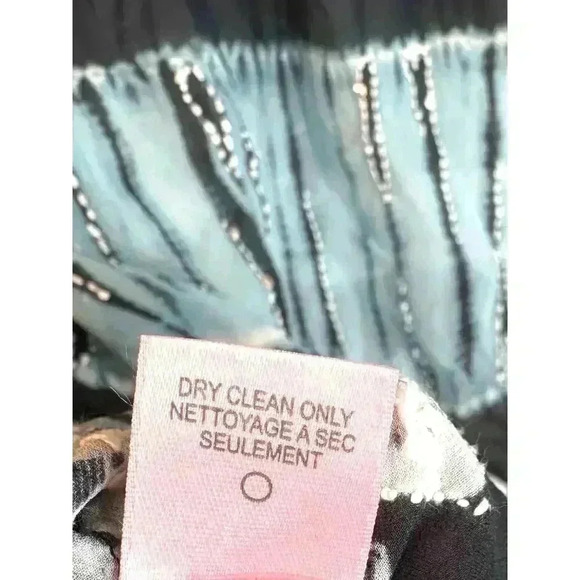 DRY CLEAN ONLY
NETTOYAGE À SEC
SEULEMENT